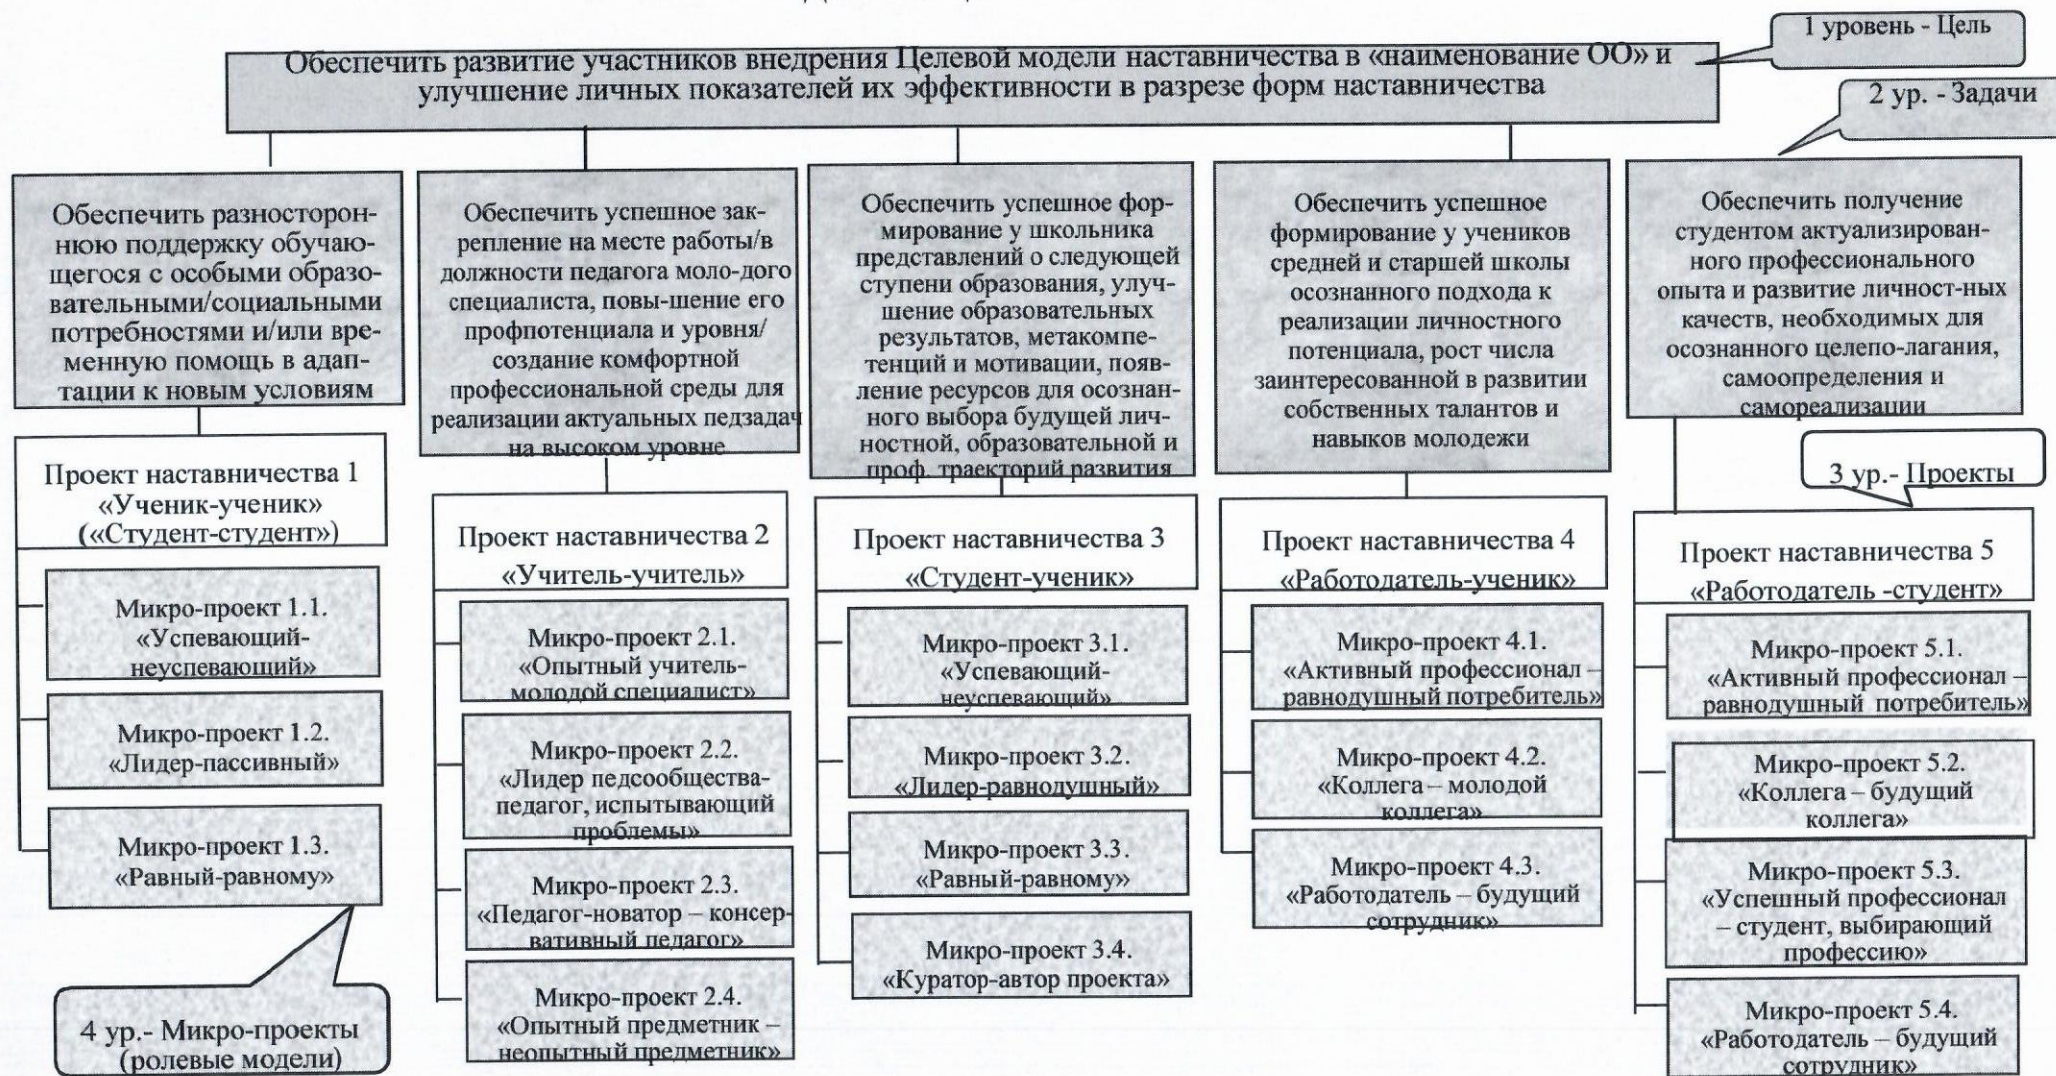 1 уровень - Цель
Обеспечить развитие участников внедрения Целевой модели наставничества в «наименование ОО» и
улучшение личных показателей их эффективности в разрезе форм наставничества
2 ур. - Задачи
Обеспечить разносторон-
нюю поддержку обучаю-
щегося с особыми образо-
вательными/социальными
потребностями и/или вре-
менную помощь в адап-
тации к новым условиям
Обеспечить успешное зак-
репление на месте работы/в
должности педагога моло-дого
специалиста, повы-шение его
профпотенциала и уровня/
создание комфортной
профессиональной среды для
реализации актуальных педзадач
на высоком уровне
Обеспечить успешное фор-
мирование у школьника
представлений о следующей
ступени образования, улуч-
шение образовательных
результатов, метакомпе-
тенций и мотивации, появ-
ление ресурсов для осознан-
ного выбора будущей лич-
ностной, образовательной и
проф. траекторий развития
Обеспечить успешное
формирование у учеников
средней и старшей школы
осознанного подхода к
реализации личностного
потенциала, рост числа
заинтересованной в развитии
собственных талантов и
навыков молодежи
Обеспечить получение
студентом актуализирован-
ного профессионального
опыта и развитие личност-ных
качеств, необходимых для
осознанного целепо-лагания,
самоопределения и
самореализации
3 ур.- Проекты
Проект наставничества 1
«Ученик-ученик»
(«Студент-студент»)
Микро-проект 1.1.
«Успевающий-
неуспевающий»
Микро-проект 1.2.
«Лидер-пассивный»
Микро-проект 1.3.
«Равный-равному»
4 ур.- Микро-проекты
(ролевые модели)
Проект наставничества 2
«Учитель-учитель»
Микро-проект 2.1.
«Опытный учитель-
молодой специалист»
Микро-проект 2.2.
«Лидер педсообщества-
педагог, испытывающий
проблемы»
Микро-проект 2.3.
«Педагог-новатор – консер-
вативный педагог»
Микро-проект 2.4.
«Опытный предметник –
неопытный предметник»
Проект наставничества 3
«Студент-ученик»
Микро-проект 3.1.
«Успевающий-
неуспевающий»
Микро-проект 3.2.
«Лидер-равнодушный»
Микро-проект 3.3.
«Равный-равному»
Микро-проект 3.4.
«Куратор-автор проекта»
Проект наставничества 4
«Работодатель-ученик»
Микро-проект 4.1.
«Активный профессионал –
равнодушный потребитель»
Микро-проект 4.2.
«Коллега – молодой
коллега»
Микро-проект 4.3.
«Работодатель – будущий
сотрудник»
Проект наставничества 5
«Работодатель -студент»
Микро-проект 5.1.
«Активный профессионал –
равнодушный потребитель»
Микро-проект 5.2.
«Коллега – будущий
коллега»
Микро-проект 5.3.
«Успешный профессионал
– студент, выбирающий
профессию»
Микро-проект 5.4.
«Работодатель – будущий
сотрудник»